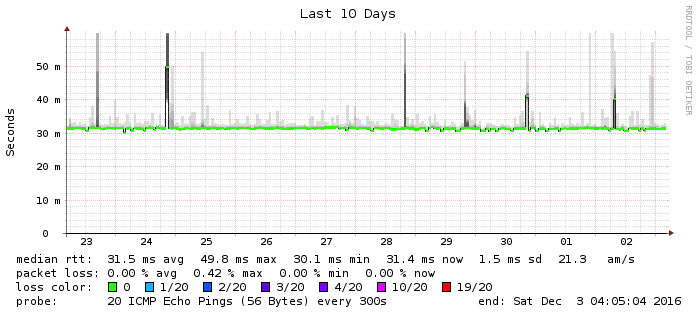 Last 10 Days
RRDTOOL / TOBI OETIKER
Seconds
50 m
40 m
30 m
20 m
10 m
0
23 24 25 26 27 28 29 30 01 02
median rtt: 31.5 ms avg 49.8 ms max 30.1 ms min 31.4 ms now 1.5 ms sd 21.3 am/s
packet loss: 0.00 % avg 0.42 % max 0.00 % min 0.00 % now
loss color: 0 1/20 2/20 3/20 4/20 10/20 19/20
probe: 20 ICMP Echo Pings (56 Bytes) every 300s end: Sat Dec 3 04:05:04 2016